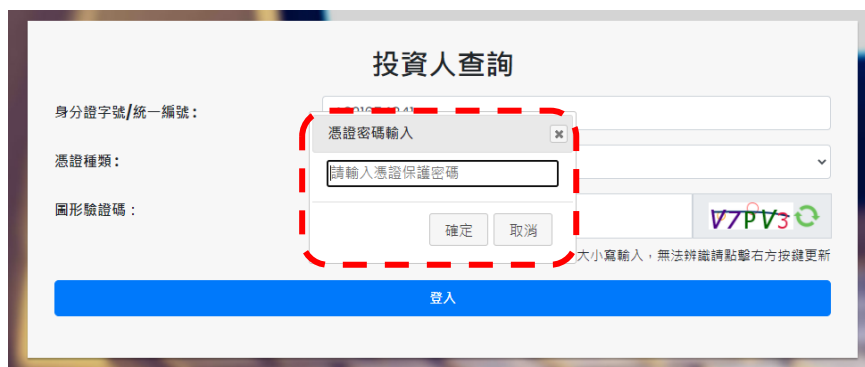 投資人查詢
身分證字號/統一編號：
憑證密碼輸入
憑證種類：
請輸入憑證保護密碼
圖形驗證碼：
V7PV3
確定 取消
大小寫輸入，無法辨識請點擊右方按鍵更新
登入